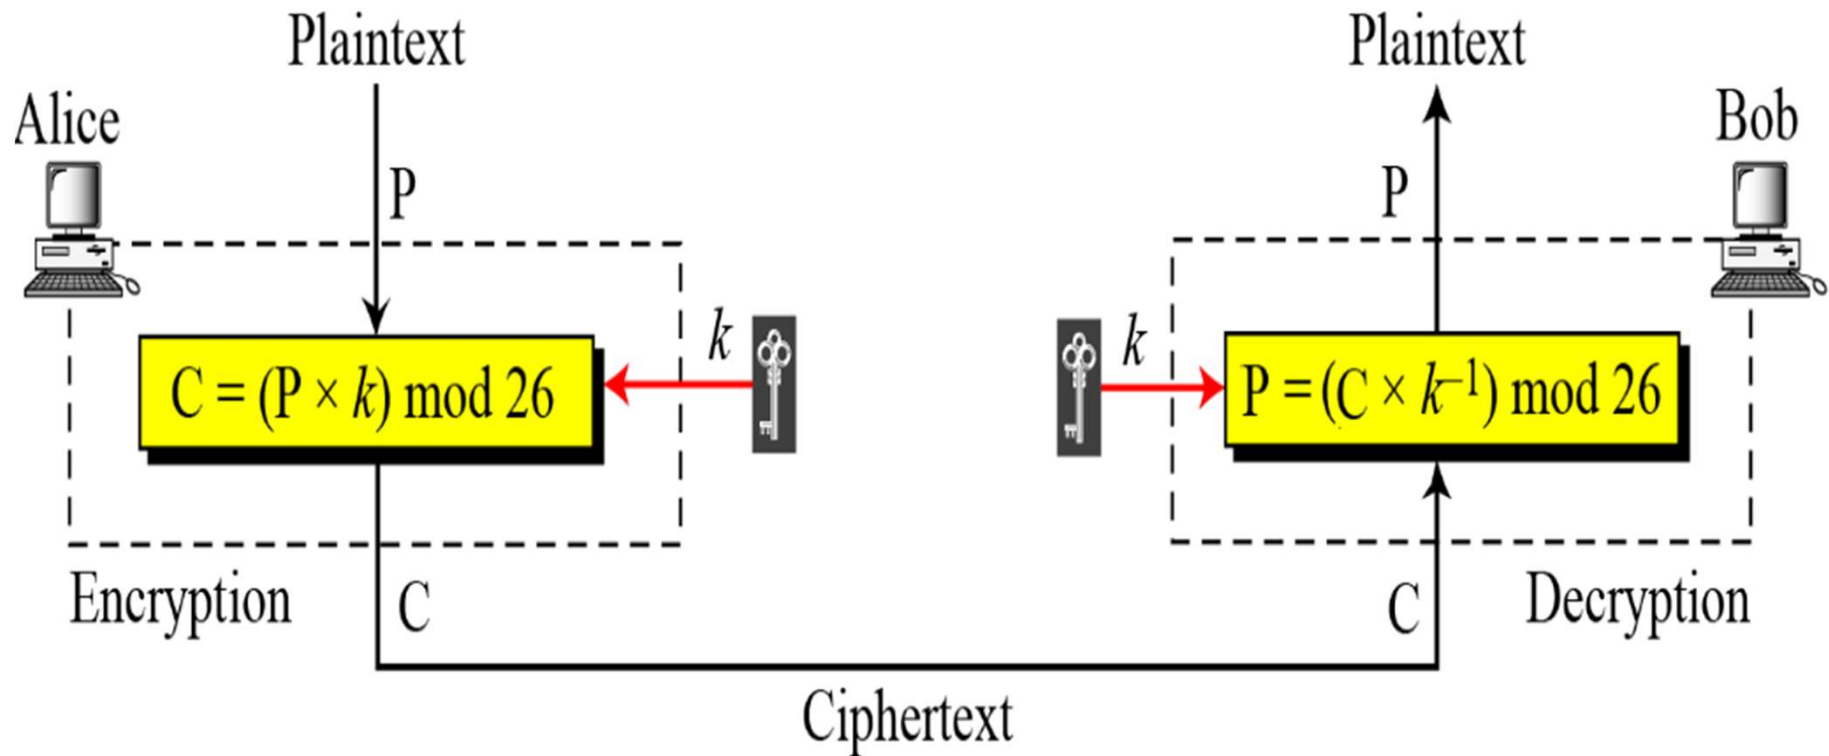 Plaintext
Plaintext
Alice
Bob
P
P
k
k
C = (P × k) mod 26
P = (C × k⁻¹) mod 26
Encryption
C
C
Decryption
Ciphertext